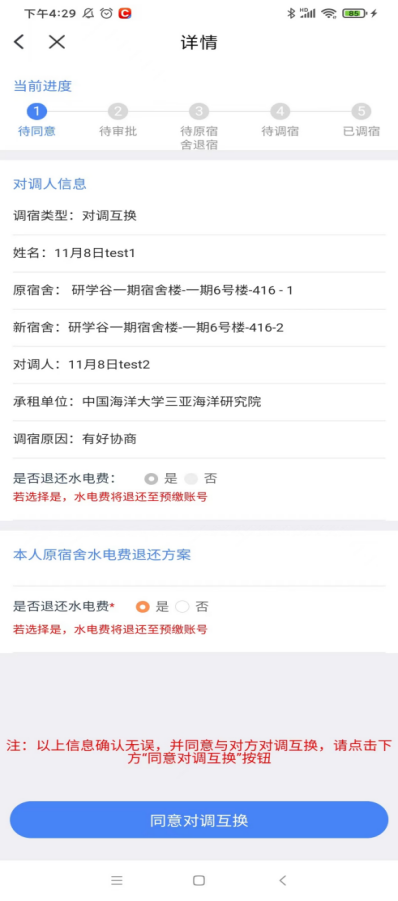 下午4:29
85
详情
当前进度
1 2 3 4 5
待同意 待审批 待原宿舍退宿 待调宿 已调宿
对调人信息
调宿类型：对调互换
姓名：11月8日test1
原宿舍： 研学谷一期宿舍楼-一期6号楼-416 - 1
新宿舍：研学谷一期宿舍楼-一期6号楼-416-2
对调人：11月8日test2
承租单位：中国海洋大学三亚海洋研究院
调宿原因：有好协商
是否退还水电费： 是 否
若选择是，水电费将退还至预缴账号
本人原宿舍水电费退还方案
是否退还水电费* 是 否
若选择是，水电费将退还至预缴账号
注：以上信息确认无误，并同意与对方对调互换，请点击下
方“同意对调互换”按钮
同意对调互换